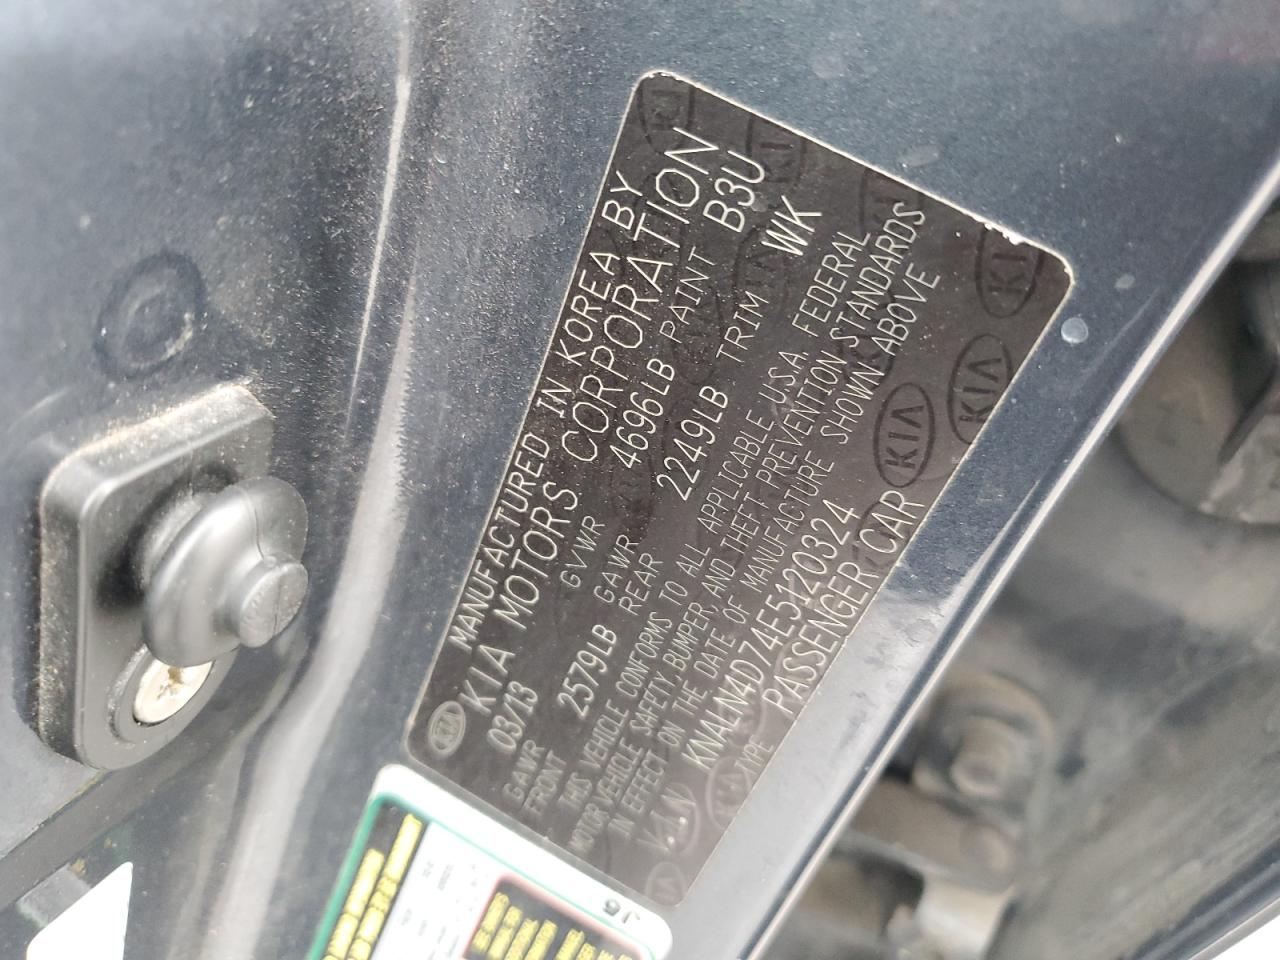 MANUFACTURED IN KOREA BY
KIA KIA MOTORS CORPORATION
03/13 GVWR 4696LB PAINT B3U
GAWR FRONT 2579LB GAWR REAR 2249LB TRIM WK
THIS VEHICLE CONFORMS TO ALL APPLICABLE U.S.A. FEDERAL
MOTOR VEHICLE SAFETY, BUMPER, AND THEFT PREVENTION STANDARDS
IN EFFECT ON THE DATE OF MANUFACTURE SHOWN ABOVE
V.I.N KNALN4D74E5120324
TYPE PASSENGER CAR
KIA
KIA
KIA
J6